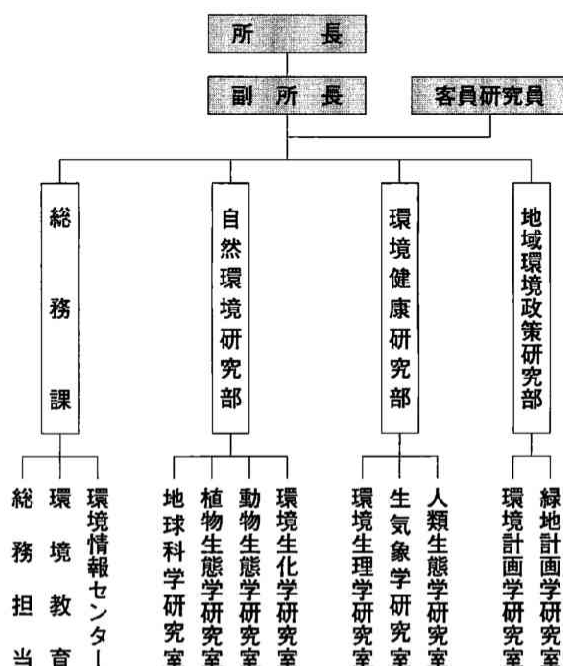 所長
副所長
客員研究員
総務課
自然環境研究部
環境健康研究部
地域環境政策研究部
総務担当
環境教育
環境情報センター
地球科学研究室
植物生態学研究室
動物生態学研究室
環境生化学研究室
環境生理学研究室
生気象学研究室
人類生態学研究室
環境計画学研究室
緑地計画学研究室